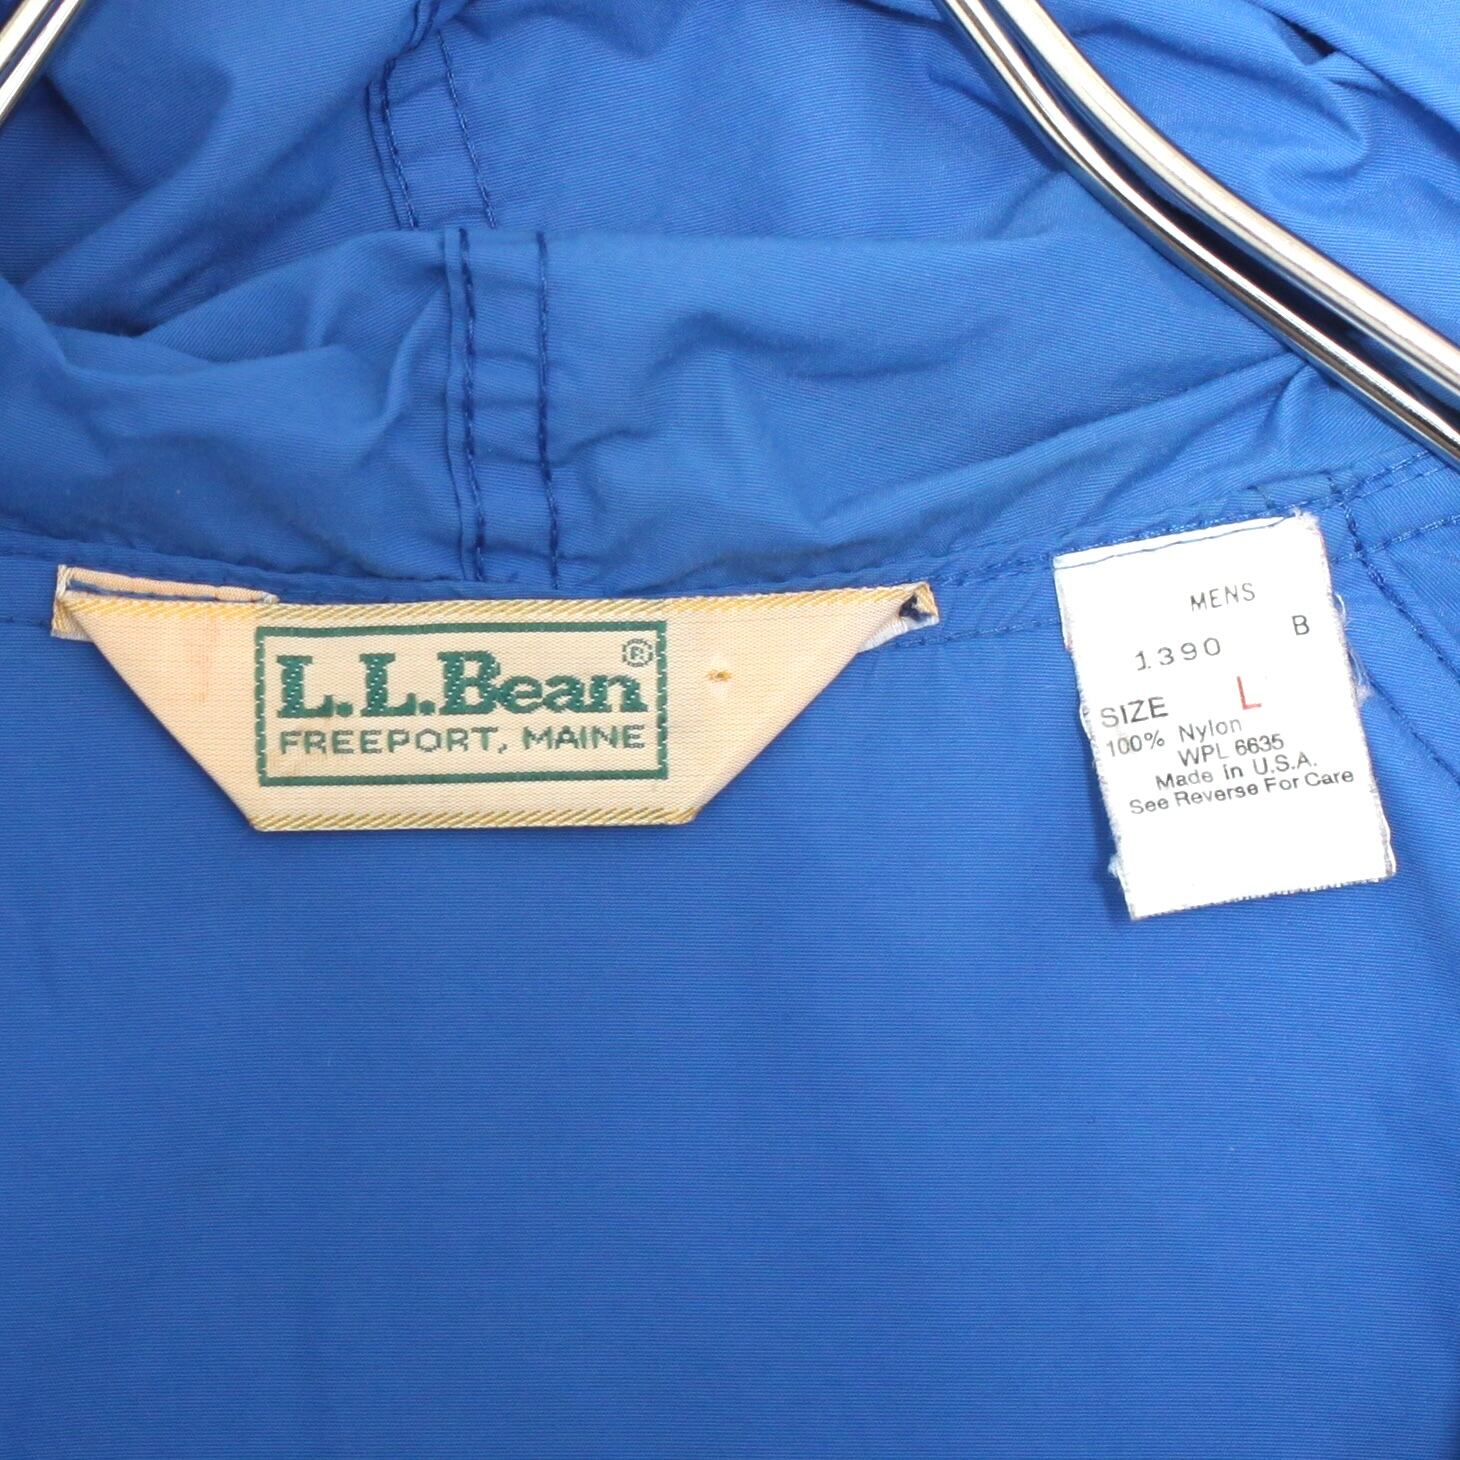 L.L.Bean®
FREEPORT, MAINE
MENS
1390 B
SIZE L
100% Nylon
WPL 6635
Made in U.S.A.
See Reverse For Care